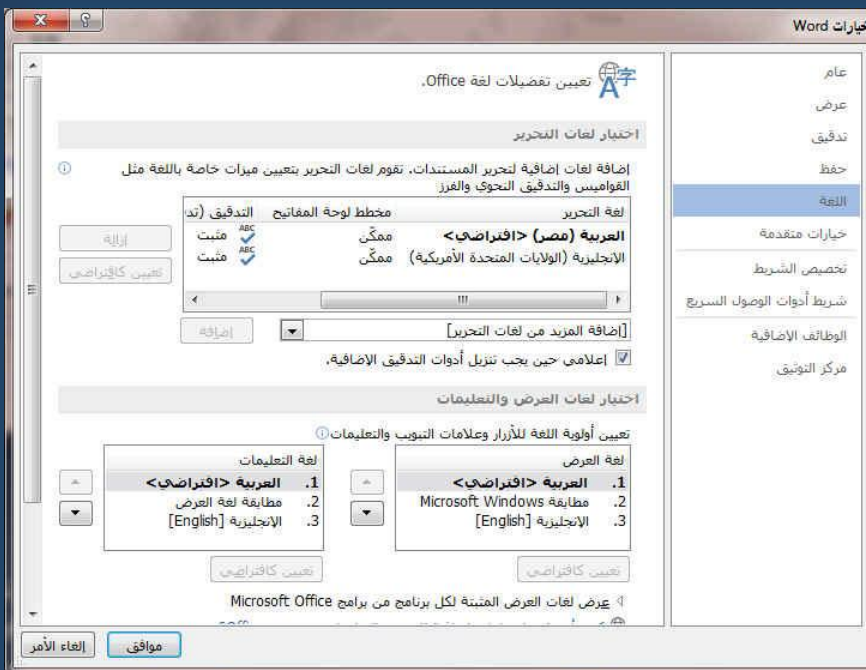 خيارات Word
عام
عرض
تدقيق
حفظ
اللغة
خيارات متقدمة
تخصيص الشريط
شريط أدوات الوصول السريع
الوظائف الإضافية
مركز التوثيق
تعيين تفضيلات لغة Office.
اختيار لغات التحرير
إضافة لغات إضافية لتحرير المستندات. تقوم لغات التحرير بتعيين ميزات خاصة باللغة مثل
القواميس والتدقيق النحوي والفرز
لغة التحرير مخطط لوحة المفاتيح التدقيق (تد
العربية (مصر) <افتراضي> ممكّن ABC مثبت
الإنجليزية (الولايات المتحدة الأمريكية) ممكّن ABC مثبت
إزالة
تعيين كافتراضي
[إضافة المزيد من لغات التحرير] إضافة
إعلامي حين يجب تنزيل أدوات التدقيق الإضافية.
اختيار لغات العرض والتعليمات
تعيين أولوية اللغة للأزرار وعلامات التبويب والتعليمات
لغة العرض
1. العربية <افتراضي>
2. مطابقة Microsoft Windows
3. الإنجليزية [English]
تعيين كافتراضي
لغة التعليمات
1. العربية <افتراضي>
2. مطابقة لغة العرض
3. الإنجليزية [English]
تعيين كافتراضي
عرض لغات العرض المثبتة لكل برنامج من برامج Microsoft Office
موافق إلغاء الأمر